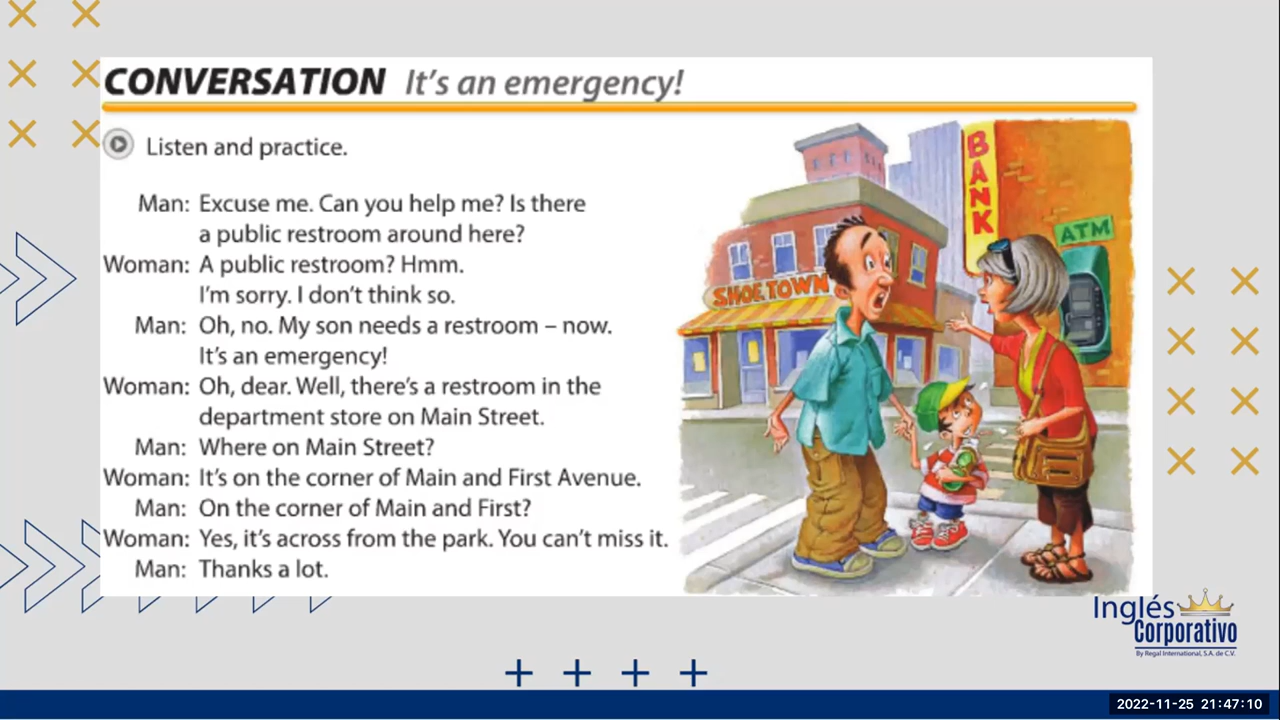 CONVERSATION It's an emergency!
Listen and practice.
Man: Excuse me. Can you help me? Is there
a public restroom around here?
Woman: A public restroom? Hmm.
I'm sorry. I don't think so.
Man: Oh, no. My son needs a restroom – now.
It's an emergency!
Woman: Oh, dear. Well, there's a restroom in the
department store on Main Street.
Man: Where on Main Street?
Woman: It's on the corner of Main and First Avenue.
Man: On the corner of Main and First?
Woman: Yes, it's across from the park. You can't miss it.
Man: Thanks a lot.
BANK
ATM
SHOE TOWN
Inglés
Corporativo
By Regal International, S.A. de C.V.
2022-11-25 21:47:10